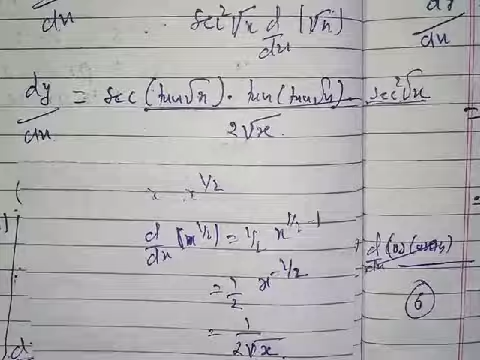 dx
sec²√x d/dx (√x)
dx
dy/dx = sec (tan√x) · tan (tan√x) · sec²√x / 2√x
x x^1/2
d/dx (x^1/2) = 1/2 x^1/2 - 1
= 1/2 x^-1/2
= 1/2√x
d/dx
6
d